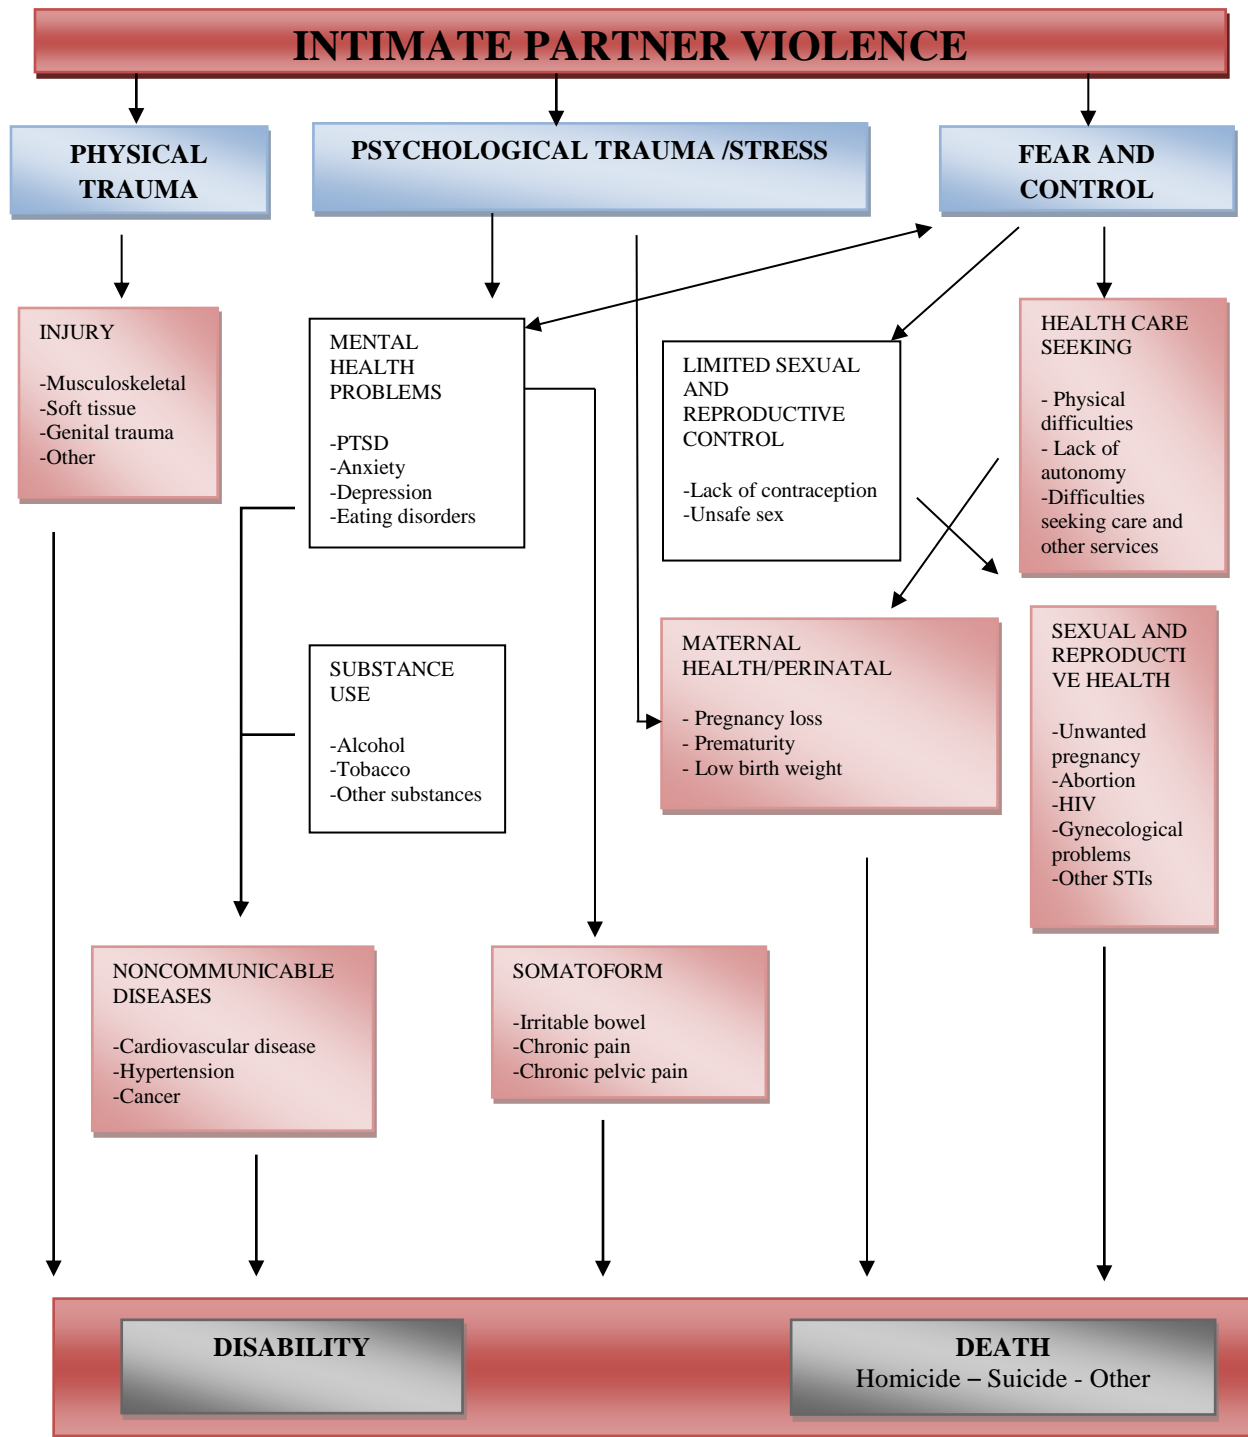 INTIMATE PARTNER VIOLENCE
PHYSICAL
TRAUMA
PSYCHOLOGICAL TRAUMA /STRESS
FEAR AND
CONTROL
INJURY
-Musculoskeletal
-Soft tissue
-Genital trauma
-Other
MENTAL
HEALTH
PROBLEMS
-PTSD
-Anxiety
-Depression
-Eating disorders
LIMITED SEXUAL
AND
REPRODUCTIVE
CONTROL
-Lack of contraception
-Unsafe sex
HEALTH CARE
SEEKING
- Physical
difficulties
- Lack of
autonomy
-Difficulties
seeking care and
other services
SUBSTANCE
USE
-Alcohol
-Tobacco
-Other substances
MATERNAL
HEALTH/PERINATAL
- Pregnancy loss
- Prematurity
- Low birth weight
SEXUAL AND
REPRODUCTI
VE HEALTH
-Unwanted
pregnancy
-Abortion
-HIV
-Gynecological
problems
-Other STIs
NONCOMMUNICABLE
DISEASES
-Cardiovascular disease
-Hypertension
-Cancer
SOMATOFORM
-Irritable bowel
-Chronic pain
-Chronic pelvic pain
DISABILITY
DEATH
Homicide – Suicide - Other